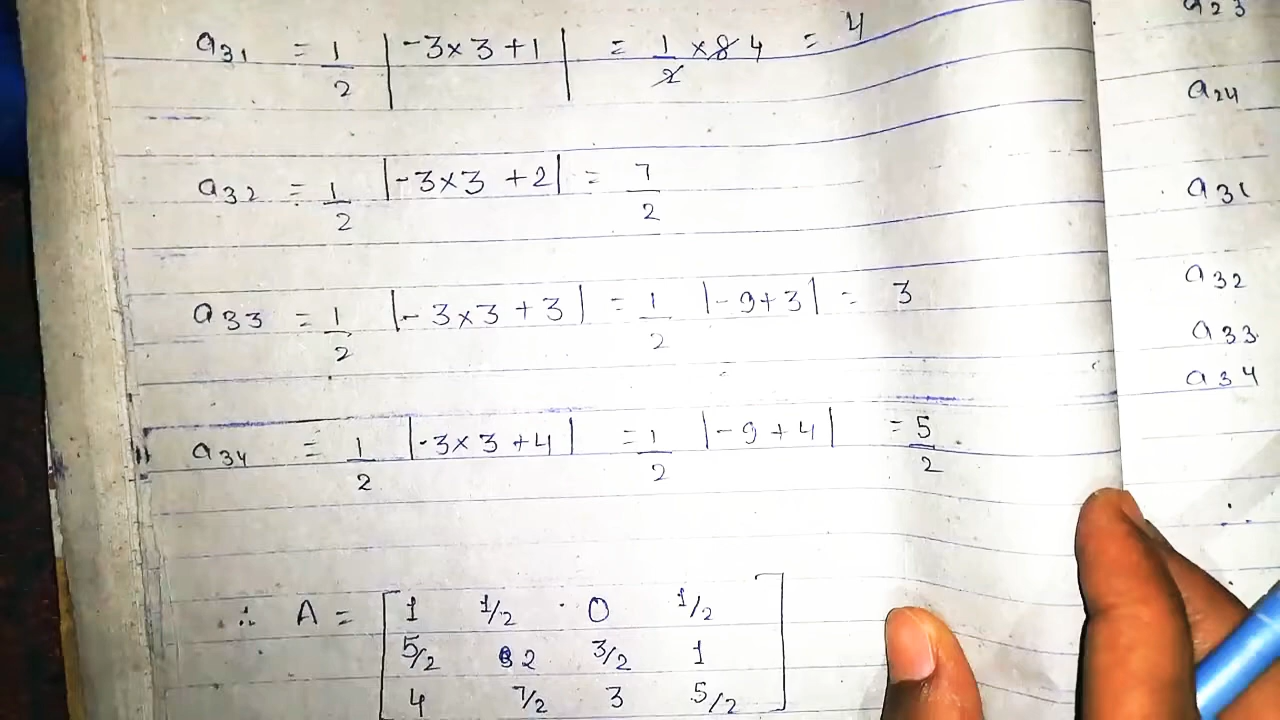 a₃₁ = 1/2 |-3×3+1| = 1/2 ×8 4 = 4
a₃₂ = 1/2 |-3×3+2| = 7/2
a₃₃ = 1/2 |-3×3+3| = 1/2 |-9+3| = 3
a₃₄ = 1/2 |-3×3+4| = 1/2 |-9+4| = 5/2
∴ A = [1 1/2 0 1/2
5/2 2 3/2 1
4 7/2 3 5/2]
a₂₃
a₂₄
a₃₁
a₃₂
a₃₃
a₃₄
∴